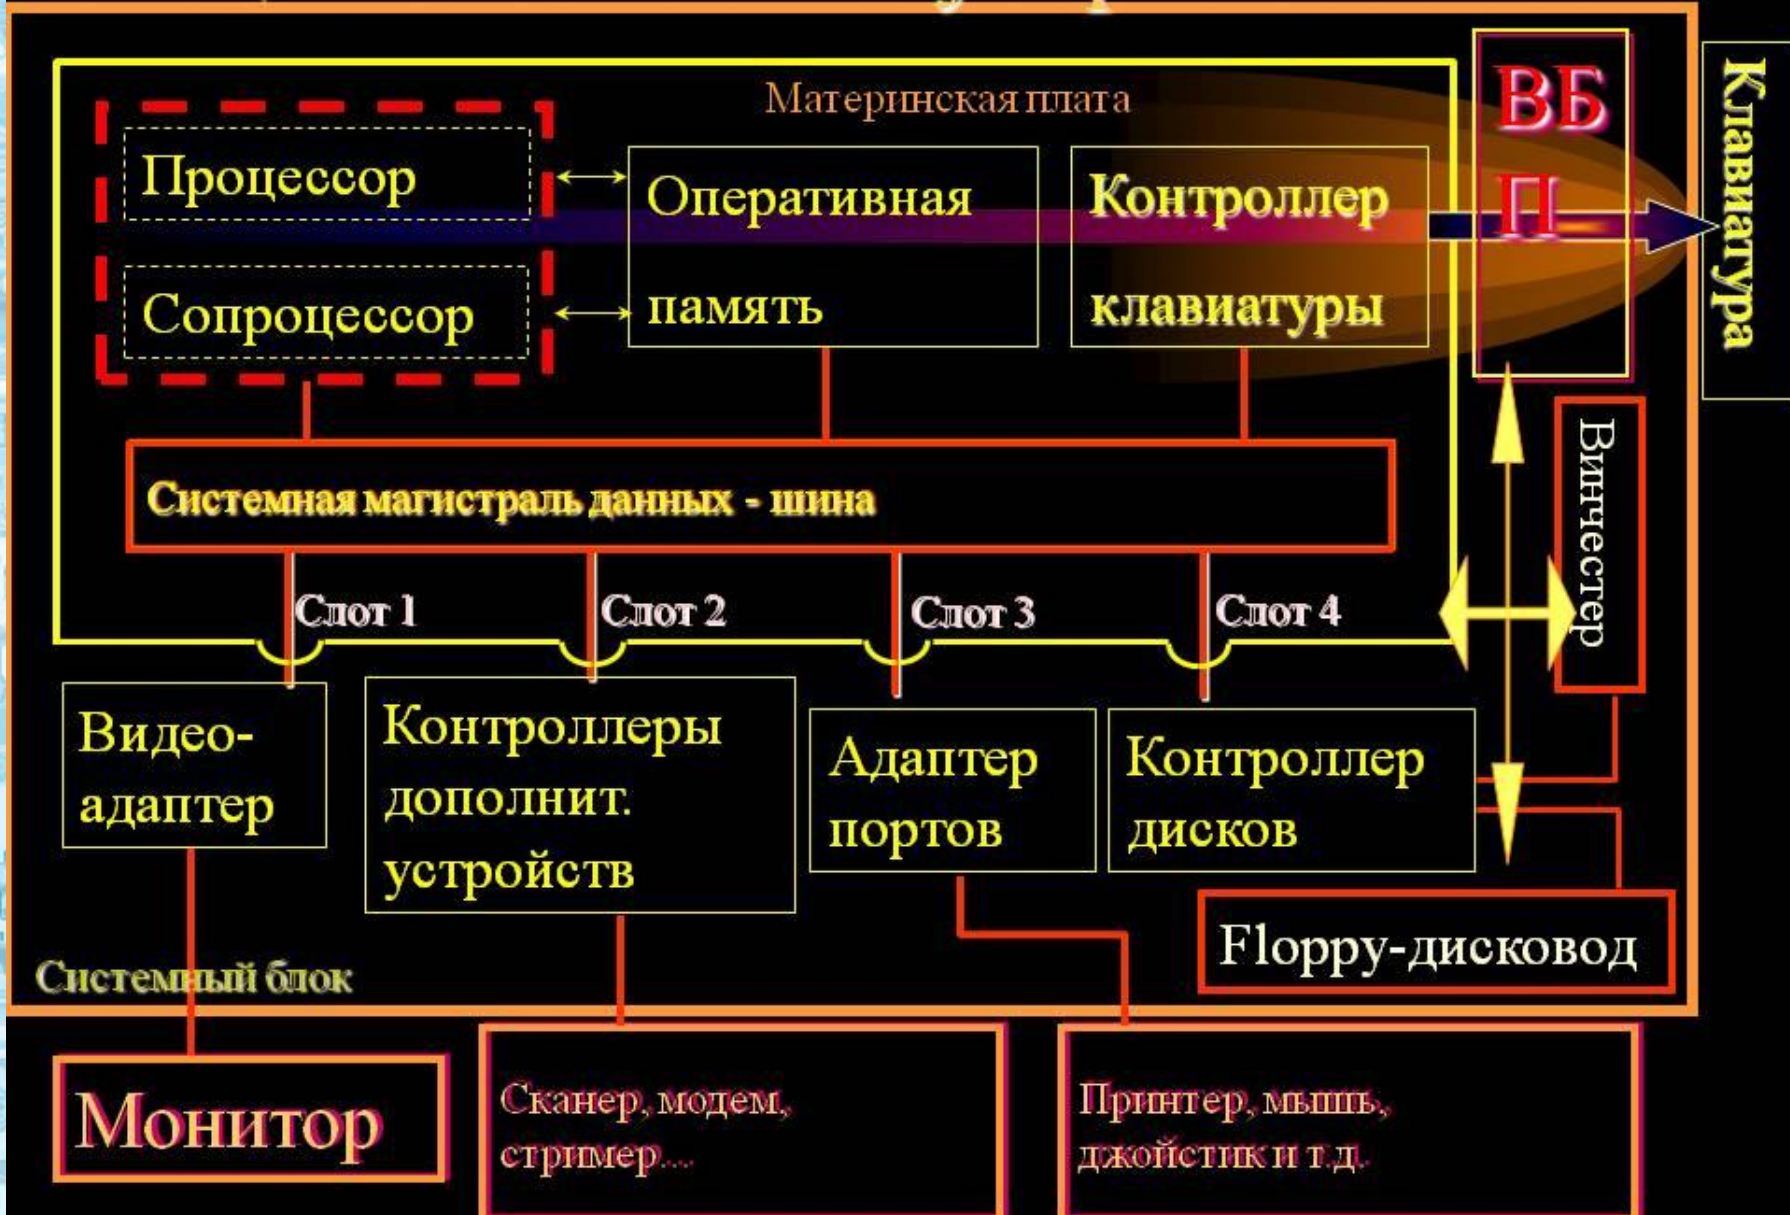 Материнская плата
ВБ
П
Клавиатура
Процессор
Сопроцессор
Оперативная
память
Контроллер
клавиатуры
Системная магистраль данных - шина
Винчестер
Слот 1
Слот 2
Слот 3
Слот 4
Видео-
адаптер
Контроллеры
дополнит.
устройств
Адаптер
портов
Контроллер
дисков
Floppy-дисковод
Системный блок
Монитор
Сканер, модем,
стример...
Принтер, мышь,
джойстик и т.д.